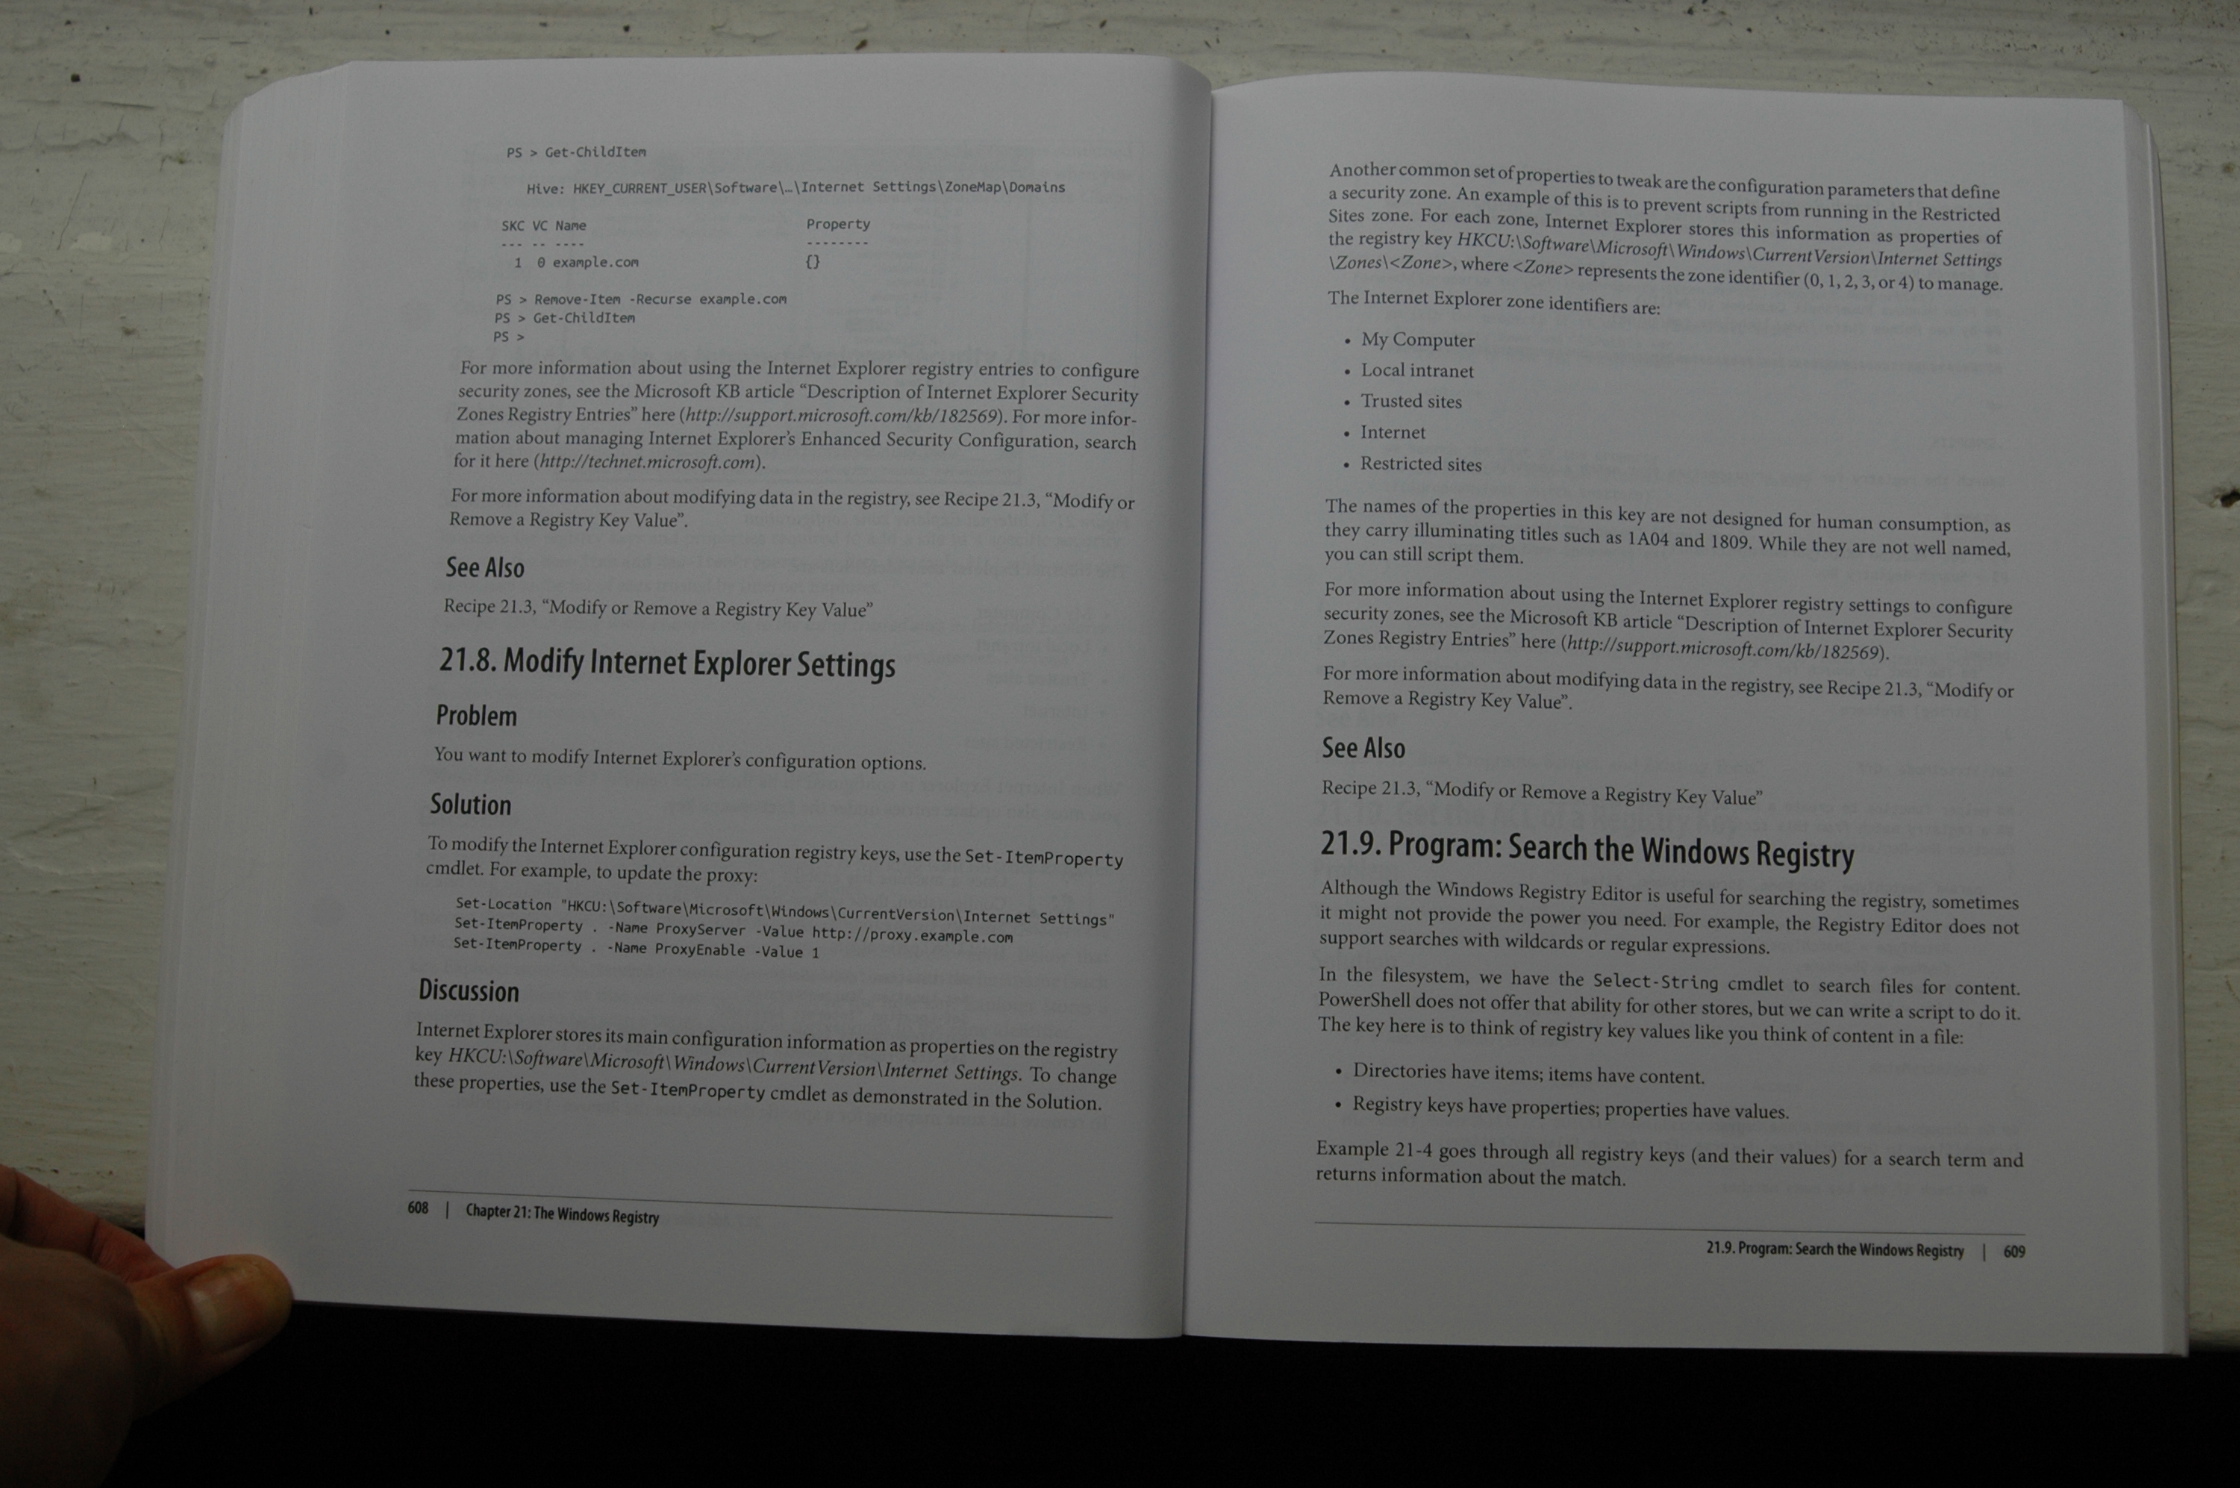 PS > Get-ChildItem
Hive: HKEY_CURRENT_USER\Software\…\Internet Settings\ZoneMap\Domains
SKC VC Name Property
--- -- ---- --------
1 0 example.com {}
PS > Remove-Item -Recurse example.com
PS > Get-ChildItem
PS >
For more information about using the Internet Explorer registry entries to configure
security zones, see the Microsoft KB article “Description of Internet Explorer Security
Zones Registry Entries” here (http://support.microsoft.com/kb/182569). For more infor-
mation about managing Internet Explorer’s Enhanced Security Configuration, search
for it here (http://technet.microsoft.com).
For more information about modifying data in the registry, see Recipe 21.3, “Modify or
Remove a Registry Key Value”.
See Also
Recipe 21.3, “Modify or Remove a Registry Key Value”
21.8. Modify Internet Explorer Settings
Problem
You want to modify Internet Explorer’s configuration options.
Solution
To modify the Internet Explorer configuration registry keys, use the Set-ItemProperty
cmdlet. For example, to update the proxy:
Set-Location "HKCU:\Software\Microsoft\Windows\CurrentVersion\Internet Settings"
Set-ItemProperty . -Name ProxyServer -Value http://proxy.example.com
Set-ItemProperty . -Name ProxyEnable -Value 1
Discussion
Internet Explorer stores its main configuration information as properties on the registry
key HKCU:\Software\Microsoft\Windows\CurrentVersion\Internet Settings. To change
these properties, use the Set-ItemProperty cmdlet as demonstrated in the Solution.
608 | Chapter 21: The Windows Registry
Another common set of properties to tweak are the configuration parameters that define
a security zone. An example of this is to prevent scripts from running in the Restricted
Sites zone. For each zone, Internet Explorer stores this information as properties of
the registry key HKCU:\Software\Microsoft\Windows\CurrentVersion\Internet Settings
\Zones\<Zone>, where <Zone> represents the zone identifier (0, 1, 2, 3, or 4) to manage.
The Internet Explorer zone identifiers are:
• My Computer
• Local intranet
• Trusted sites
• Internet
• Restricted sites
The names of the properties in this key are not designed for human consumption, as
they carry illuminating titles such as 1A04 and 1809. While they are not well named,
you can still script them.
For more information about using the Internet Explorer registry settings to configure
security zones, see the Microsoft KB article “Description of Internet Explorer Security
Zones Registry Entries” here (http://support.microsoft.com/kb/182569).
For more information about modifying data in the registry, see Recipe 21.3, “Modify or
Remove a Registry Key Value”.
See Also
Recipe 21.3, “Modify or Remove a Registry Key Value”
21.9. Program: Search the Windows Registry
Although the Windows Registry Editor is useful for searching the registry, sometimes
it might not provide the power you need. For example, the Registry Editor does not
support searches with wildcards or regular expressions.
In the filesystem, we have the Select-String cmdlet to search files for content.
PowerShell does not offer that ability for other stores, but we can write a script to do it.
The key here is to think of registry key values like you think of content in a file:
• Directories have items; items have content.
• Registry keys have properties; properties have values.
Example 21-4 goes through all registry keys (and their values) for a search term and
returns information about the match.
21.9. Program: Search the Windows Registry | 609